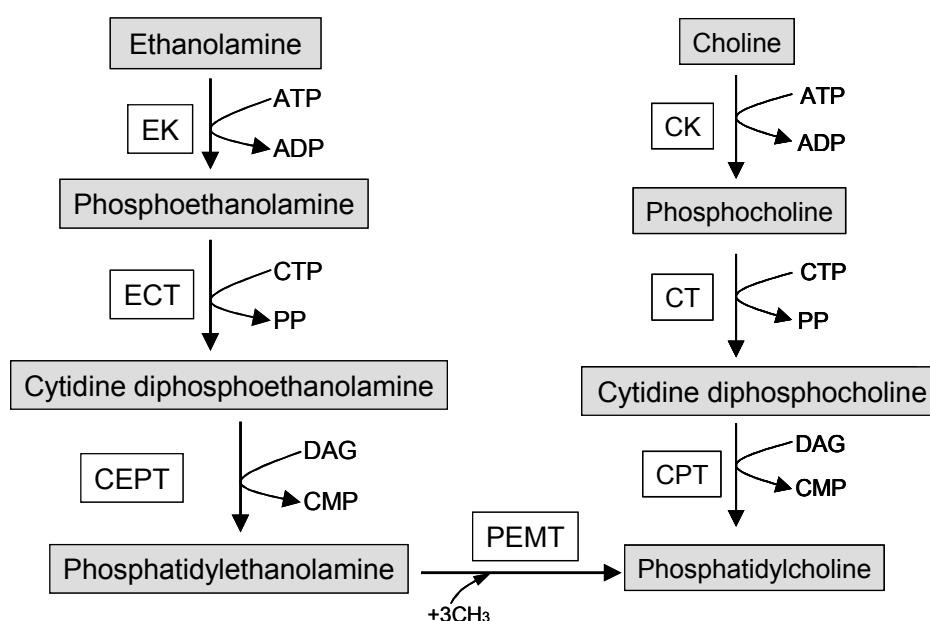 Ethanolamine
EK
ATP
ADP
Phosphoethanolamine
ECT
CTP
PP
Cytidine diphosphoethanolamine
CEPT
DAG
CMP
Phosphatidylethanolamine
PEMT
+3CH₃
Choline
CK
ATP
ADP
Phosphocholine
CT
CTP
PP
Cytidine diphosphocholine
CPT
DAG
CMP
Phosphatidylcholine